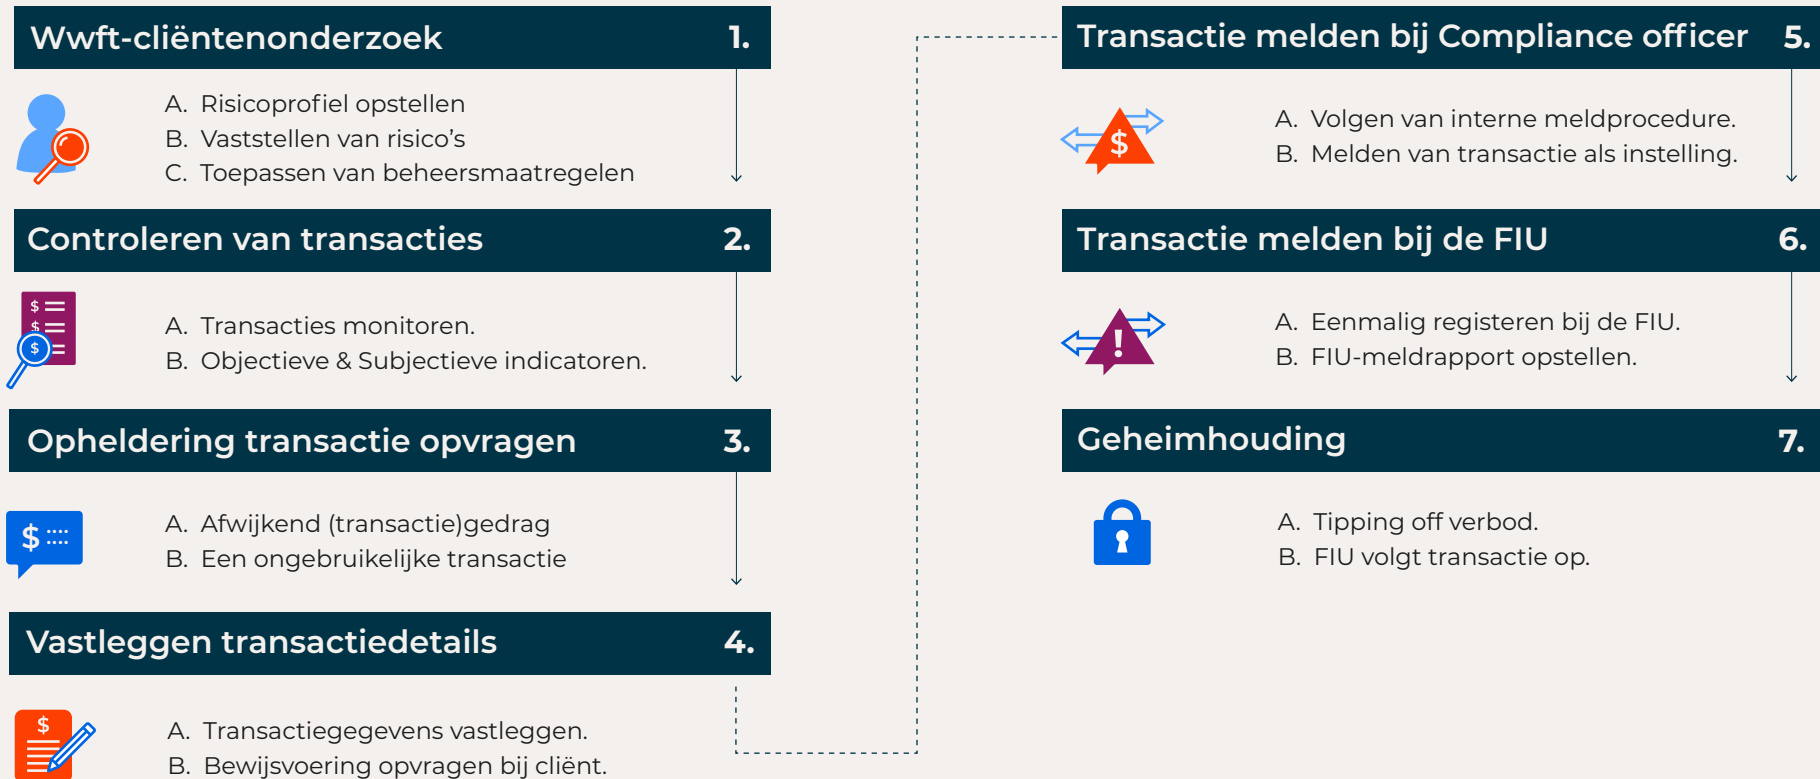 Wwft-cliëntenonderzoek 1.
A. Risicoprofiel opstellen
B. Vaststellen van risico’s
C. Toepassen van beheersmaatregelen
Controleren van transacties 2.
$
$
$
A. Transacties monitoren.
B. Objectieve & Subjectieve indicatoren.
Opheldering transactie opvragen 3.
$
A. Afwijkend (transactie)gedrag
B. Een ongebruikelijke transactie
Vastleggen transactiedetails 4.
$
A. Transactiegegevens vastleggen.
B. Bewijsvoering opvragen bij cliënt.
Transactie melden bij Compliance officer 5.
$
A. Volgen van interne meldprocedure.
B. Melden van transactie als instelling.
Transactie melden bij de FIU 6.
!
A. Eenmalig registeren bij de FIU.
B. FIU-meldrapport opstellen.
Geheimhouding 7.
A. Tipping off verbod.
B. FIU volgt transactie op.